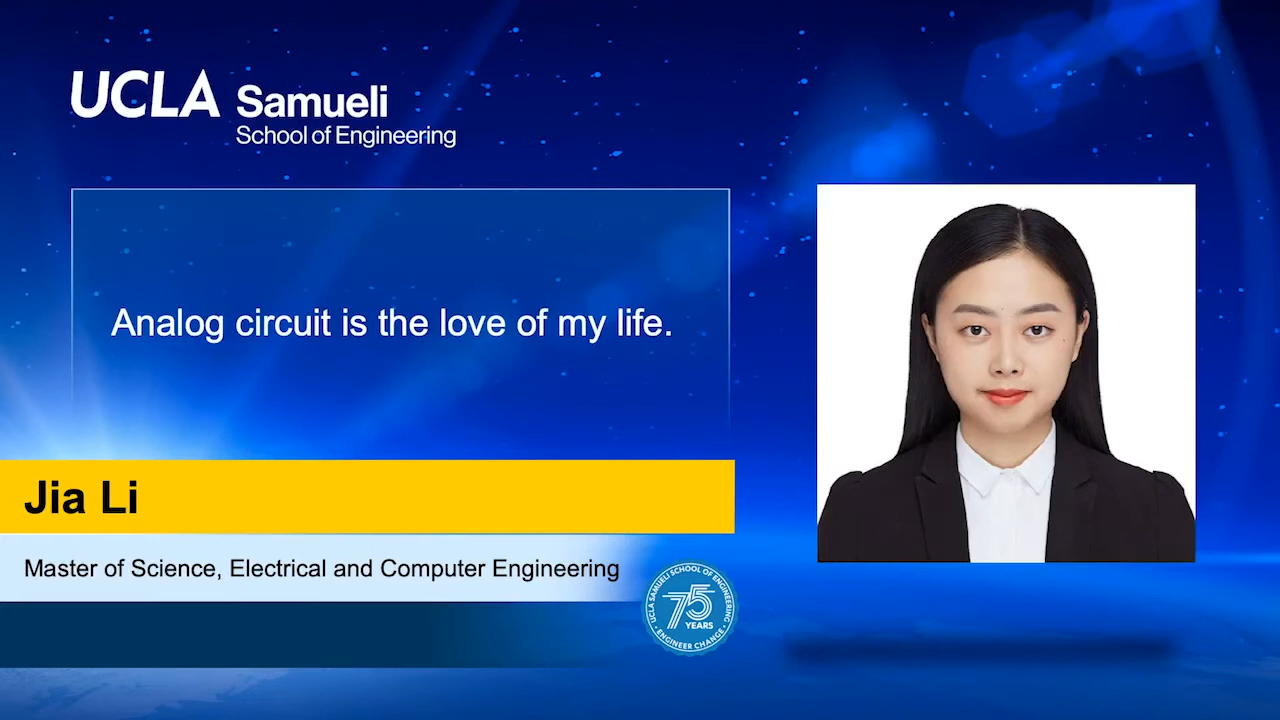 UCLA Samueli
School of Engineering
Analog circuit is the love of my life.
Jia Li
Master of Science, Electrical and Computer Engineering
UCLA SAMUELI SCHOOL OF ENGINEERING
75
YEARS
ENGINEER CHANGE